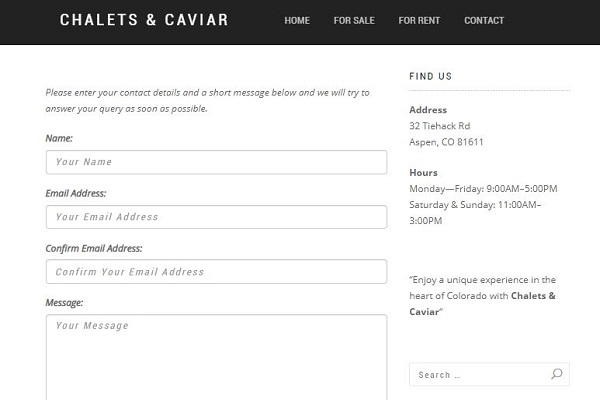 CHALETS & CAVIAR
HOME
FOR SALE
FOR RENT
CONTACT
Please enter your contact details and a short message below and we will try to
answer your query as soon as possible.
Name:
Your Name
Email Address:
Your Email Address
Confirm Email Address:
Confirm Your Email Address
Message:
Your Message
FIND US
Address
32 Tiehack Rd
Aspen, CO 81611
Hours
Monday—Friday: 9:00AM–5:00PM
Saturday & Sunday: 11:00AM–
3:00PM
“Enjoy a unique experience in the
heart of Colorado with Chalets &
Caviar“
Search …